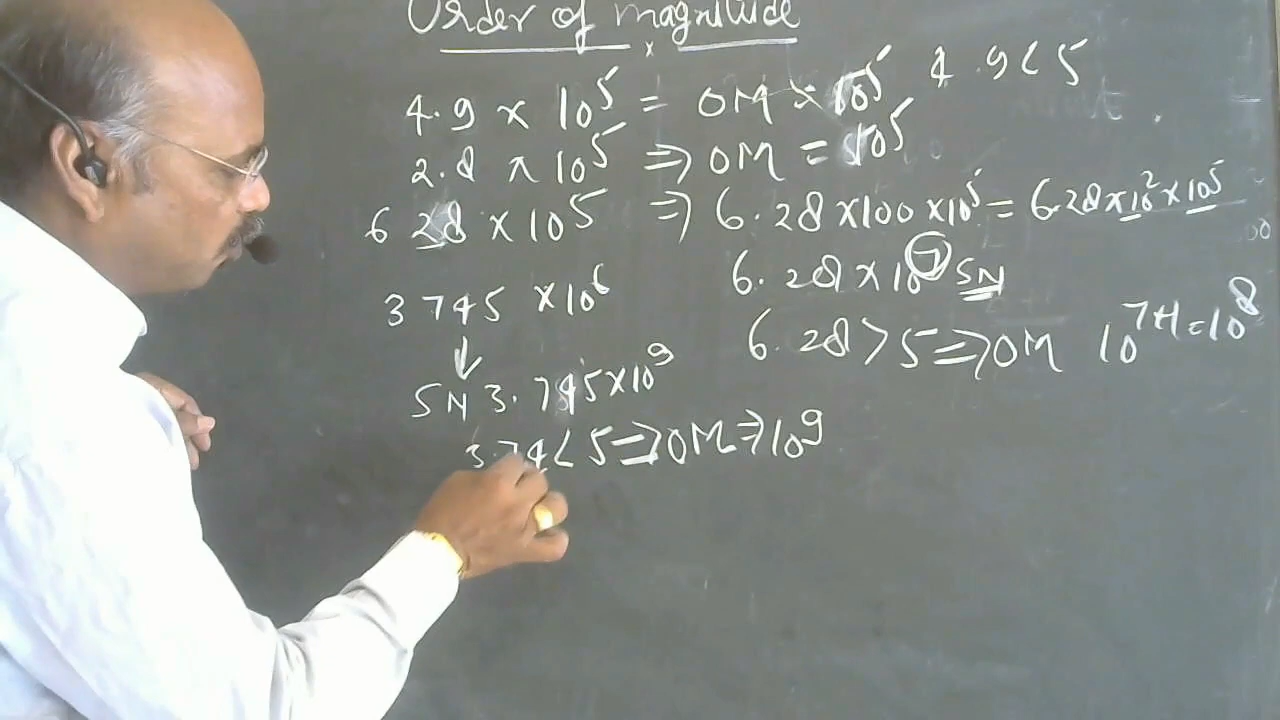 Order of magnitude
4.9 x 10⁵ = OM = 10⁵ 4.9 < 5
2.8 x 10⁵ ⇒ OM = 10⁵
628 x 10⁵ ⇒ 6.28 x 100 x 10⁵ = 6.28 x 10² x 10⁵
6.28 x 10⁷ SN
3745 x 10⁶
6.28 > 5 ⇒ OM 10⁷⁺¹ = 10⁸
↓
SN 3.745 x 10⁹
3.74 < 5 ⇒ OM ⇒ 10⁹